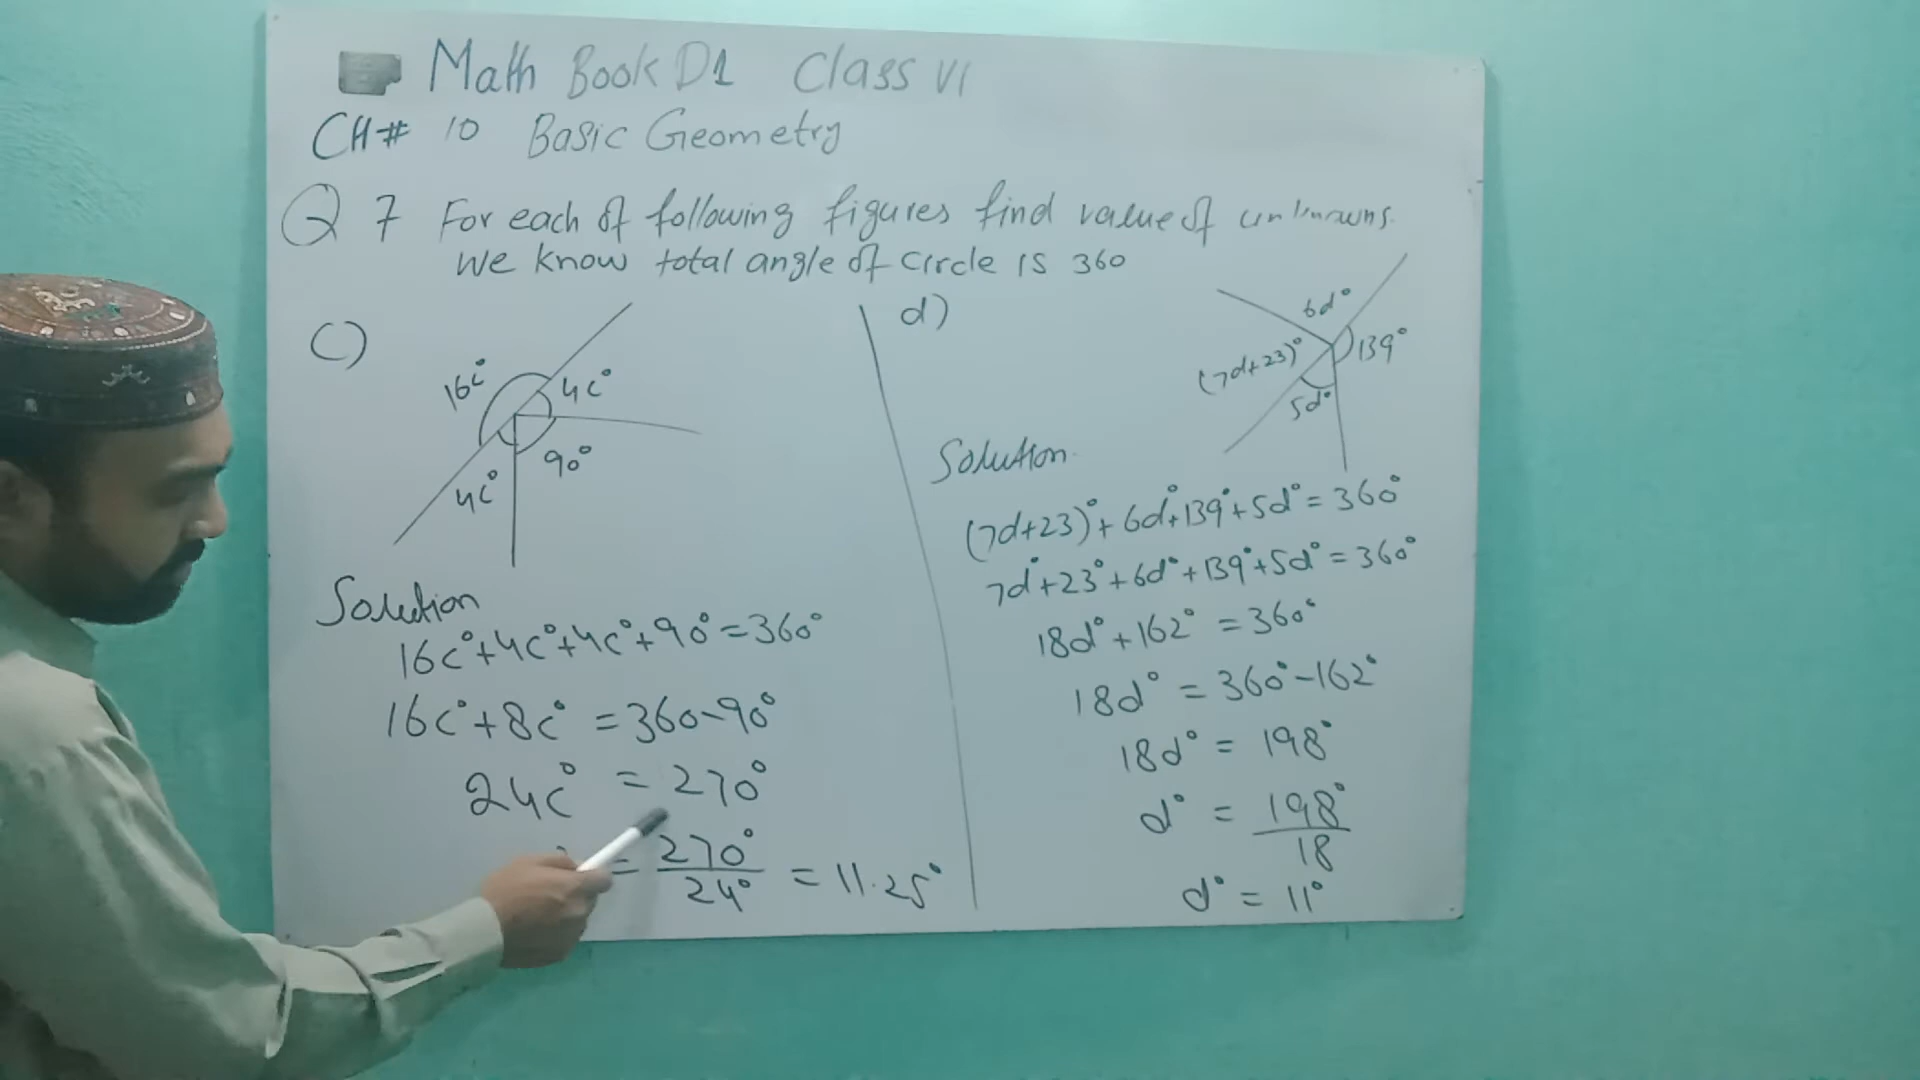 Math Book D1 Class VI
CH# 10 Basic Geometry
Q 7 For each of following figures find value of unknowns.
We know total angle of circle is 360
C)
16c°
4c°
90°
4c°
Solution
16c°+4c°+4c°+90°=360°
16c°+8c°=360-90°
24c° = 270°
= 270°/24° = 11.25°
d)
6d°
139°
(7d+23)°
5d°
Solution
(7d+23)°+6d°+139°+5d°=360°
7d°+23°+6d°+139°+5d°=360°
18d°+162°=360°
18d°=360°-162°
18d°=198°
d°=198°/18
d°=11°